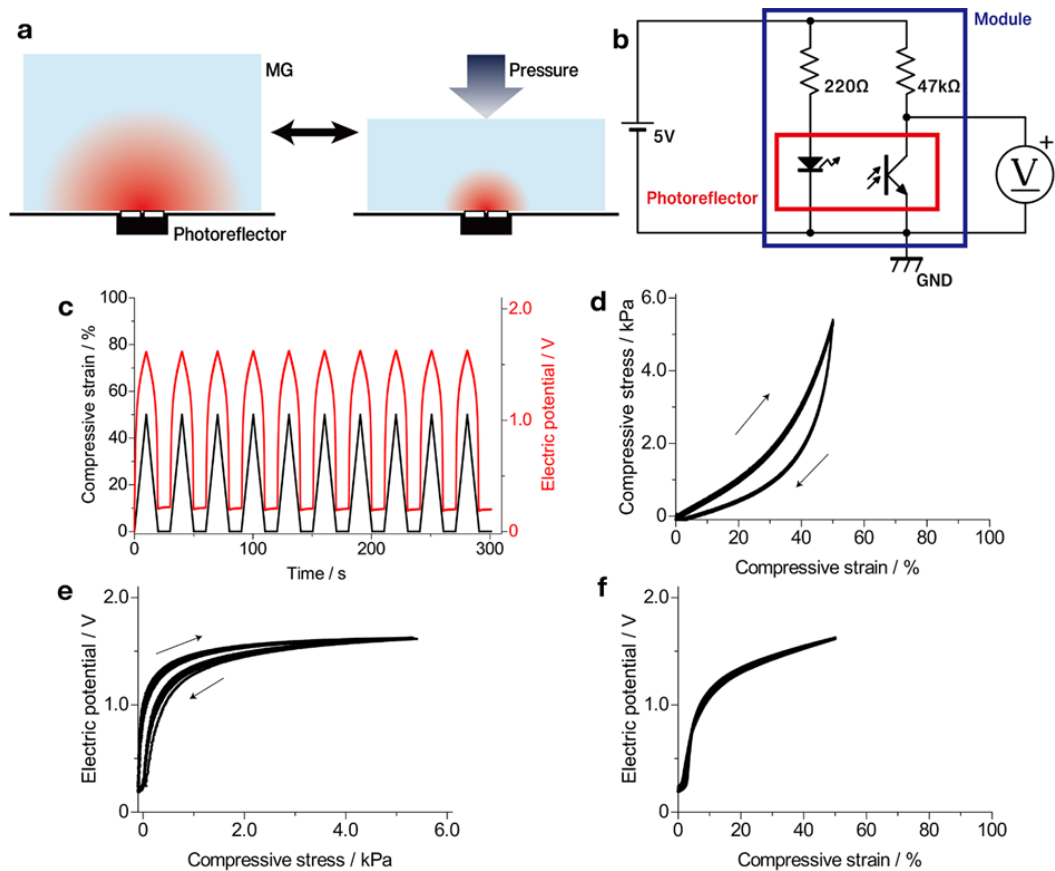 a
MG
Pressure
Photoreflector
b
Module
220Ω
47kΩ
5V
Photoreflector
V
+
GND
c
Compressive strain / %
100
80
60
40
20
0
2.0
1.0
0
Electric potential / V
0
100
200
300
Time / s
d
Compressive stress / kPa
6.0
4.0
2.0
0
0
20
40
60
80
100
Compressive strain / %
e
Electric potential / V
2.0
1.0
0
0
2.0
4.0
6.0
Compressive stress / kPa
f
Electric potential / V
2.0
1.0
0
0
20
40
60
80
100
Compressive strain / %